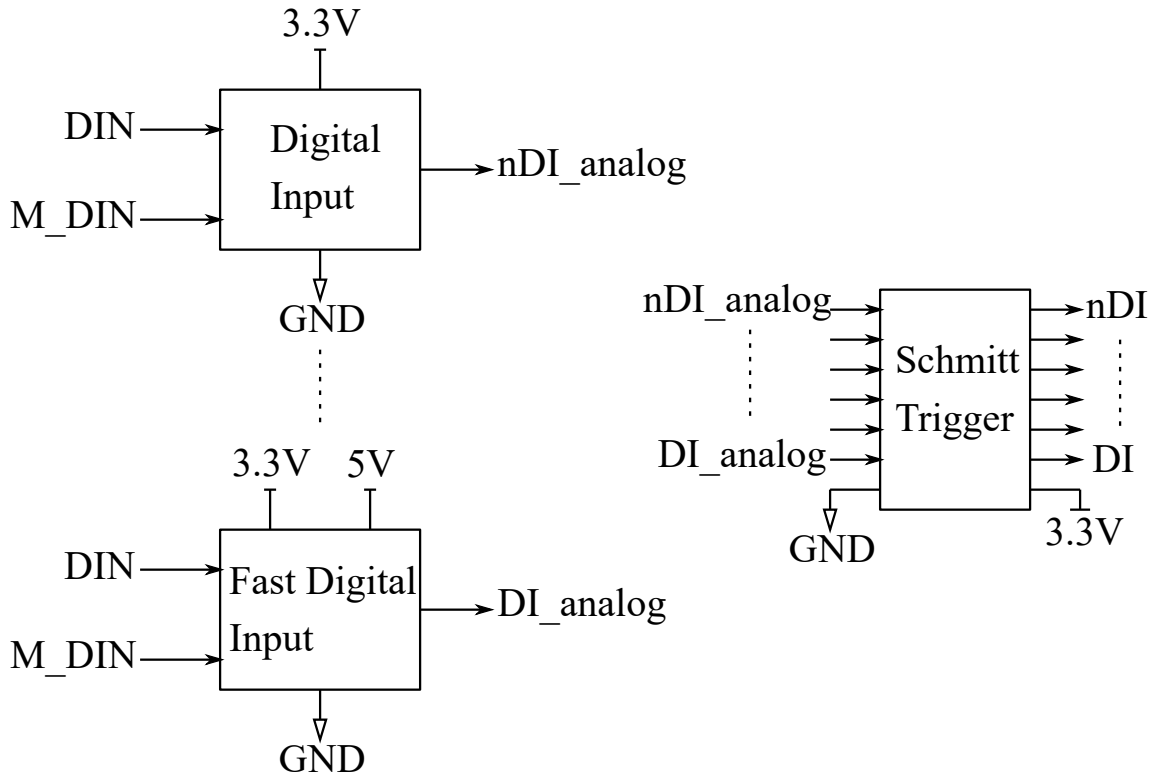 3.3V
DIN
Digital
Input
nDI_analog
M_DIN
GND
3.3V
5V
DIN
Fast Digital
Input
DI_analog
M_DIN
GND
nDI_analog
nDI
Schmitt
Trigger
DI_analog
DI
GND
3.3V